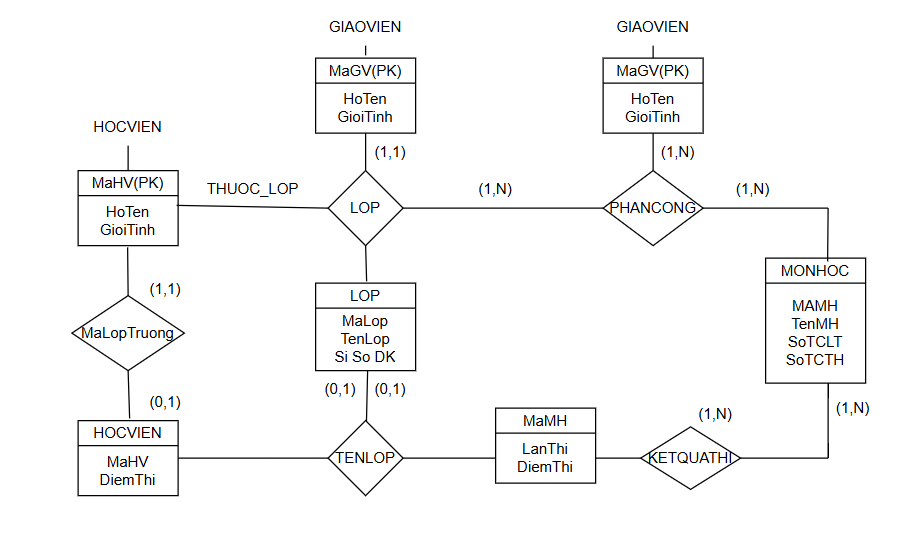 GIAOVIEN
GIAOVIEN
MaGV(PK)
HoTen
GioiTinh
MaGV(PK)
HoTen
GioiTinh
HOCVIEN
(1,1)
(1,N)
MaHV(PK)
HoTen
GioiTinh
THUOC_LOP
LOP
(1,N)
PHANCONG
(1,N)
MONHOC
MAMH
TenMH
SoTCLT
SoTCTH
(1,1)
LOP
MaLop
TenLop
Si So DK
MaLopTruong
(0,1)
(0,1)
(0,1)
(1,N)
(1,N)
HOCVIEN
MaHV
DiemThi
TENLOP
MaMH
LanThi
DiemThi
KETQUATHI